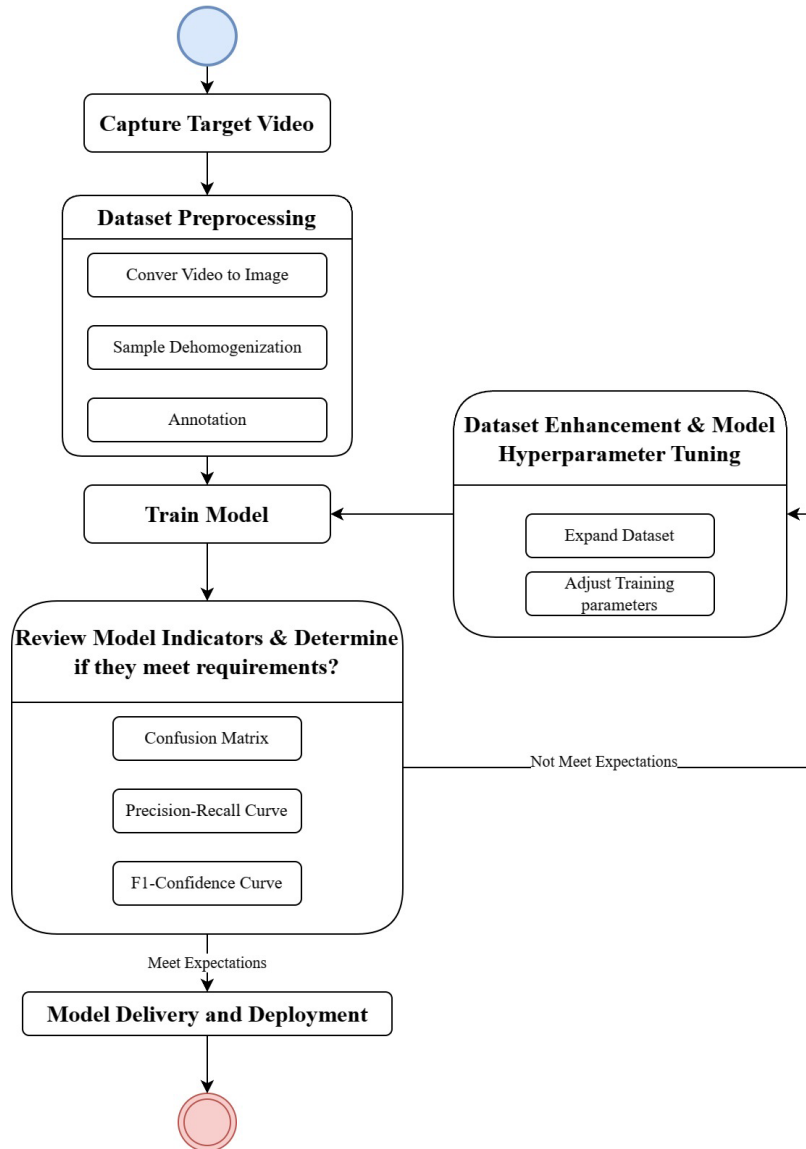 Capture Target Video
Dataset Preprocessing
Conver Video to Image
Sample Dehomogenization
Annotation
Train Model
Dataset Enhancement & Model
Hyperparameter Tuning
Expand Dataset
Adjust Training
parameters
Review Model Indicators & Determine
if they meet requirements?
Confusion Matrix
Precision-Recall Curve
F1-Confidence Curve
Not Meet Expectations
Meet Expectations
Model Delivery and Deployment